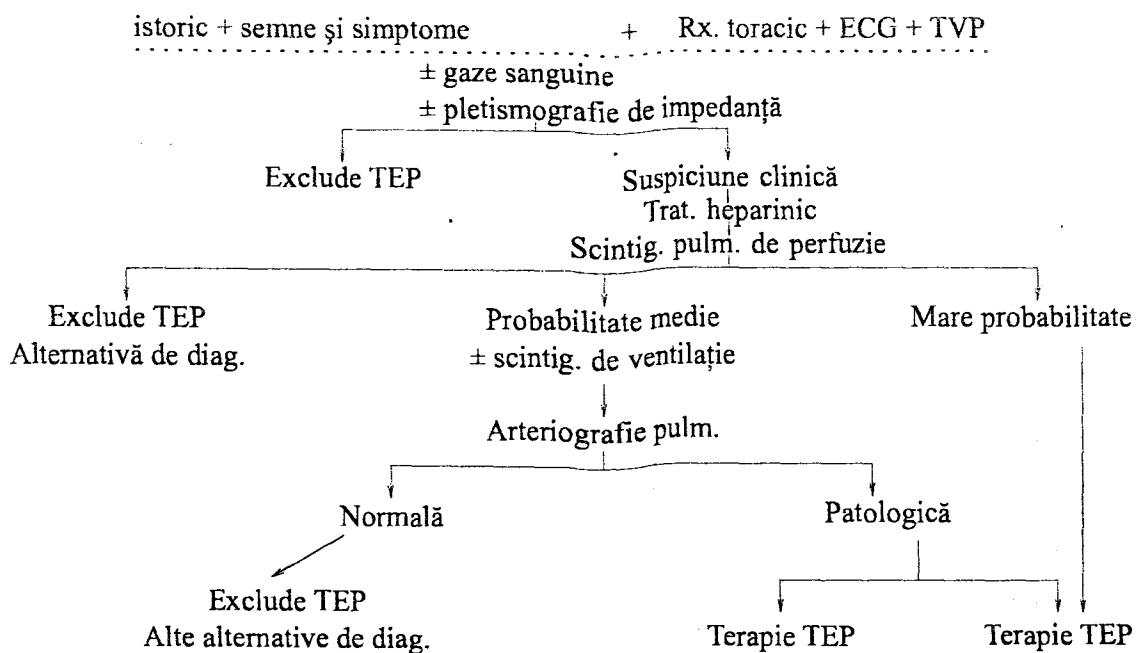 istoric + semne şi simptome + Rx. toracic + ECG + TVP
± gaze sanguine
± pletismografie de impedanţă
Exclude TEP Suspiciune clinică
Trat. heparinic
Scintig. pulm. de perfuzie
Exclude TEP Probabilitate medie Mare probabilitate
Alternativă de diag. ± scintig. de ventilaţie
Arteriografie pulm.
Normală Patologică
Exclude TEP
Alte alternative de diag. Terapie TEP Terapie TEP